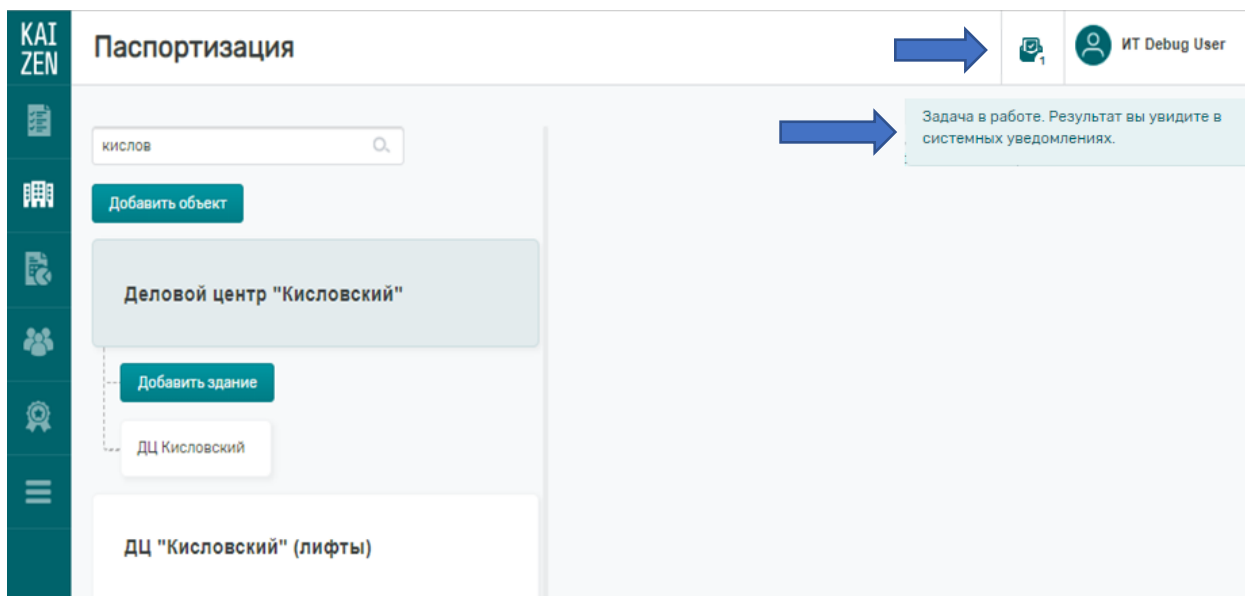 KAI
ZEN
Паспортизация
1
ИТ Debug User
Задача в работе. Результат вы увидите в
системных уведомлениях.
кислов
Добавить объект
Деловой центр "Кисловский"
Добавить здание
ДЦ Кисловский
ДЦ "Кисловский" (лифты)